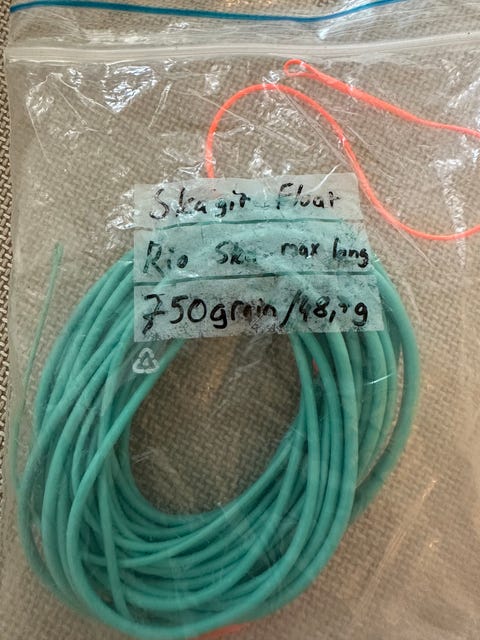 Skagit Float
Rio Ska max long
750grain/48,7g